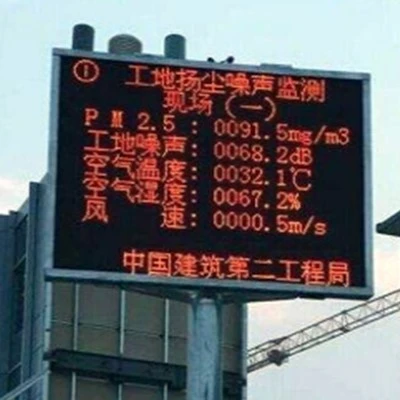 ① 工地扬尘噪声监测
现场（一）
PM2.5：0091.5mg/m3
工地噪声：0068.2dB
空气温度：0032.1℃
空气湿度：0067.2%
风 速：0000.5m/s
中国建筑第二工程局